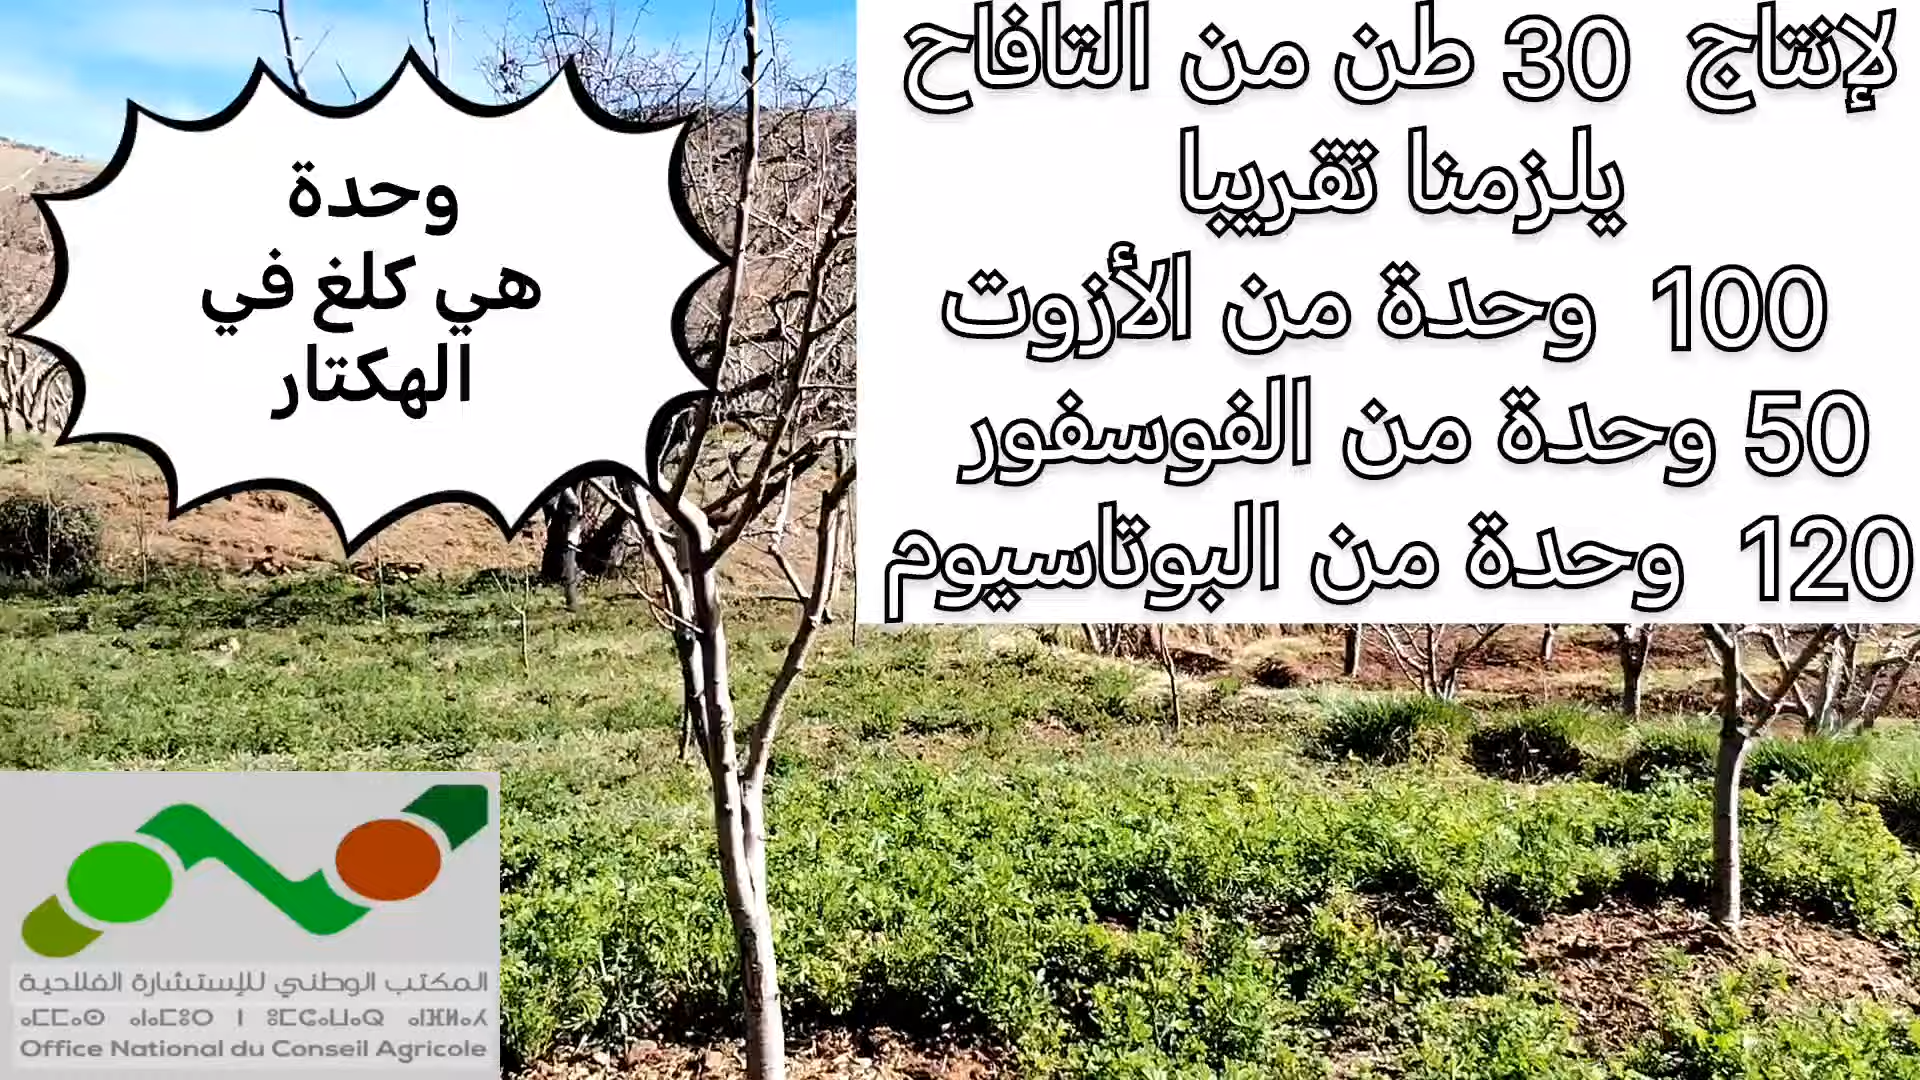 لإنتاج 30 طن من التافاح
يلزمنا تقريبا
100 وحدة من الأزوت
50 وحدة من الفوسفور
120 وحدة من البوتاسيوم
وحدة
هي كلغ في
الهكتار
المكتب الوطني للإستشارة الفلاحية
Office National du Conseil Agricole